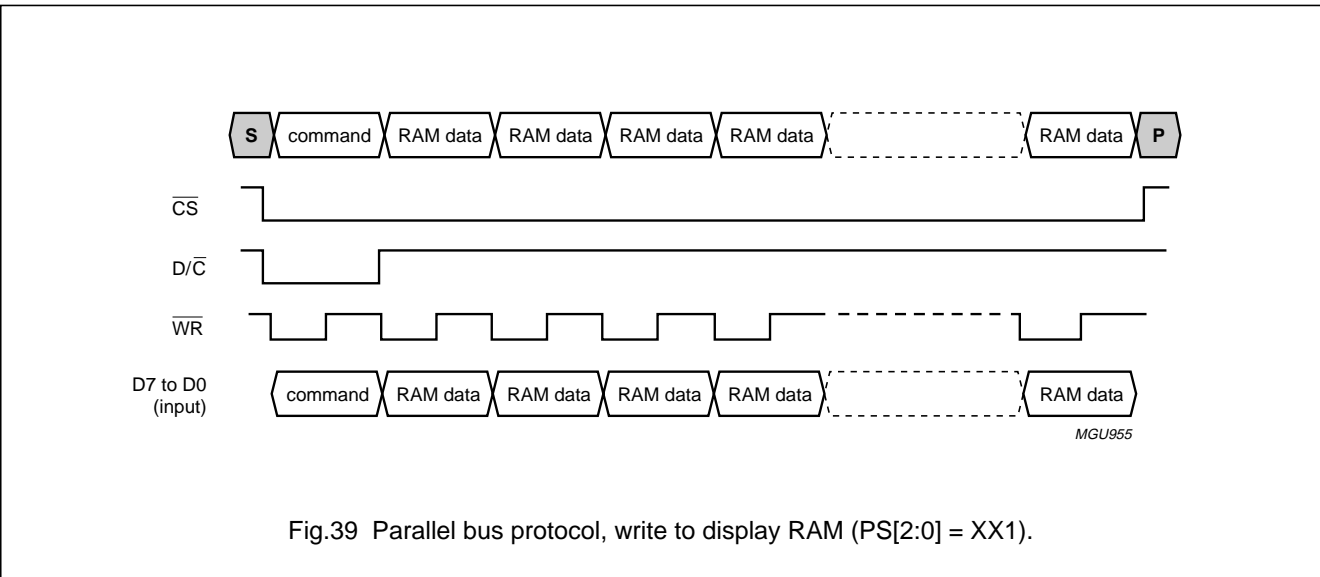 S command RAM data RAM data RAM data RAM data RAM data P
C̅S̅
D/C̅
W̅R̅
D7 to D0
(input)
command RAM data RAM data RAM data RAM data RAM data
MGU955
Fig.39 Parallel bus protocol, write to display RAM (PS[2:0] = XX1).